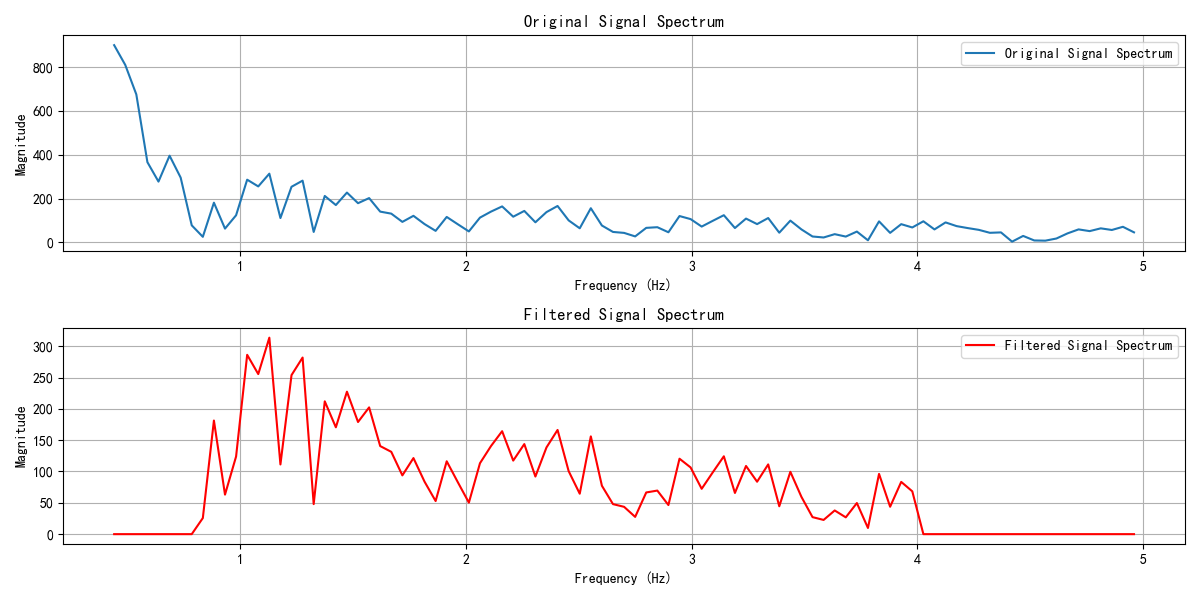 Original Signal Spectrum
Original Signal Spectrum
Magnitude
800
600
400
200
0
1 2 3 4 5
Frequency (Hz)
Filtered Signal Spectrum
Filtered Signal Spectrum
Magnitude
300
250
200
150
100
50
0
1 2 3 4 5
Frequency (Hz)